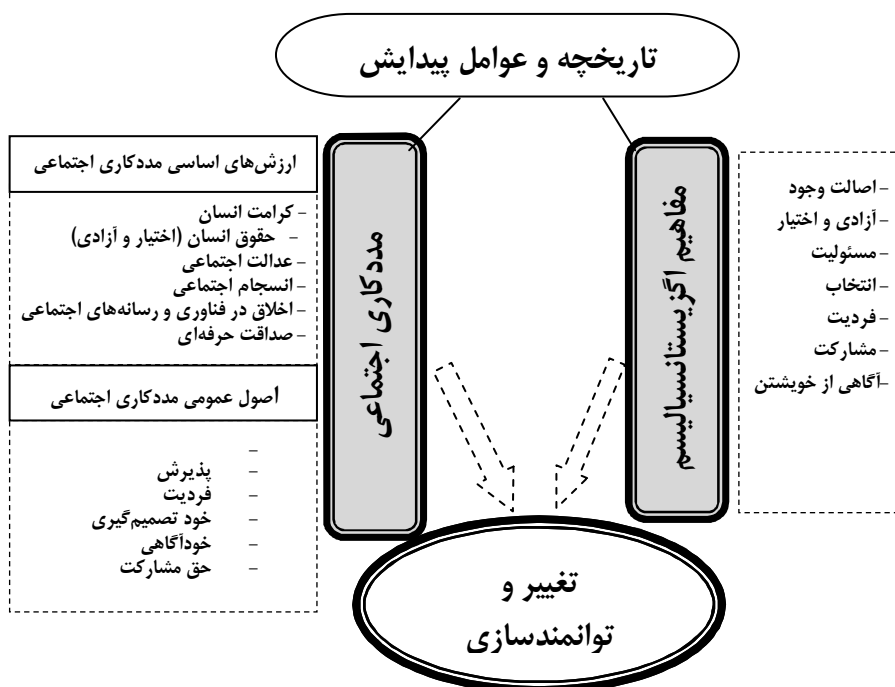 تاریخچه و عوامل پیدایش
مفاهیم اگزیستانسیالیسم
- اصالت وجود
- آزادی و اختیار
- مسئولیت
- انتخاب
- فردیت
- مشارکت
-آگاهی از خویشتن
مددکاری اجتماعی
ارزش‌های اساسی مددکاری اجتماعی
- کرامت انسان
- حقوق انسان (اختیار و آزادی)
- عدالت اجتماعی
- انسجام اجتماعی
- اخلاق در فناوری و رسانه‌های اجتماعی
- صداقت حرفه‌ای
أصول عمومی مددکاری اجتماعی
-
- پذیرش
- فردیت
- خود تصمیم‌گیری
- خودآگاهی
- حق مشارکت
تغییر و
توانمندسازی